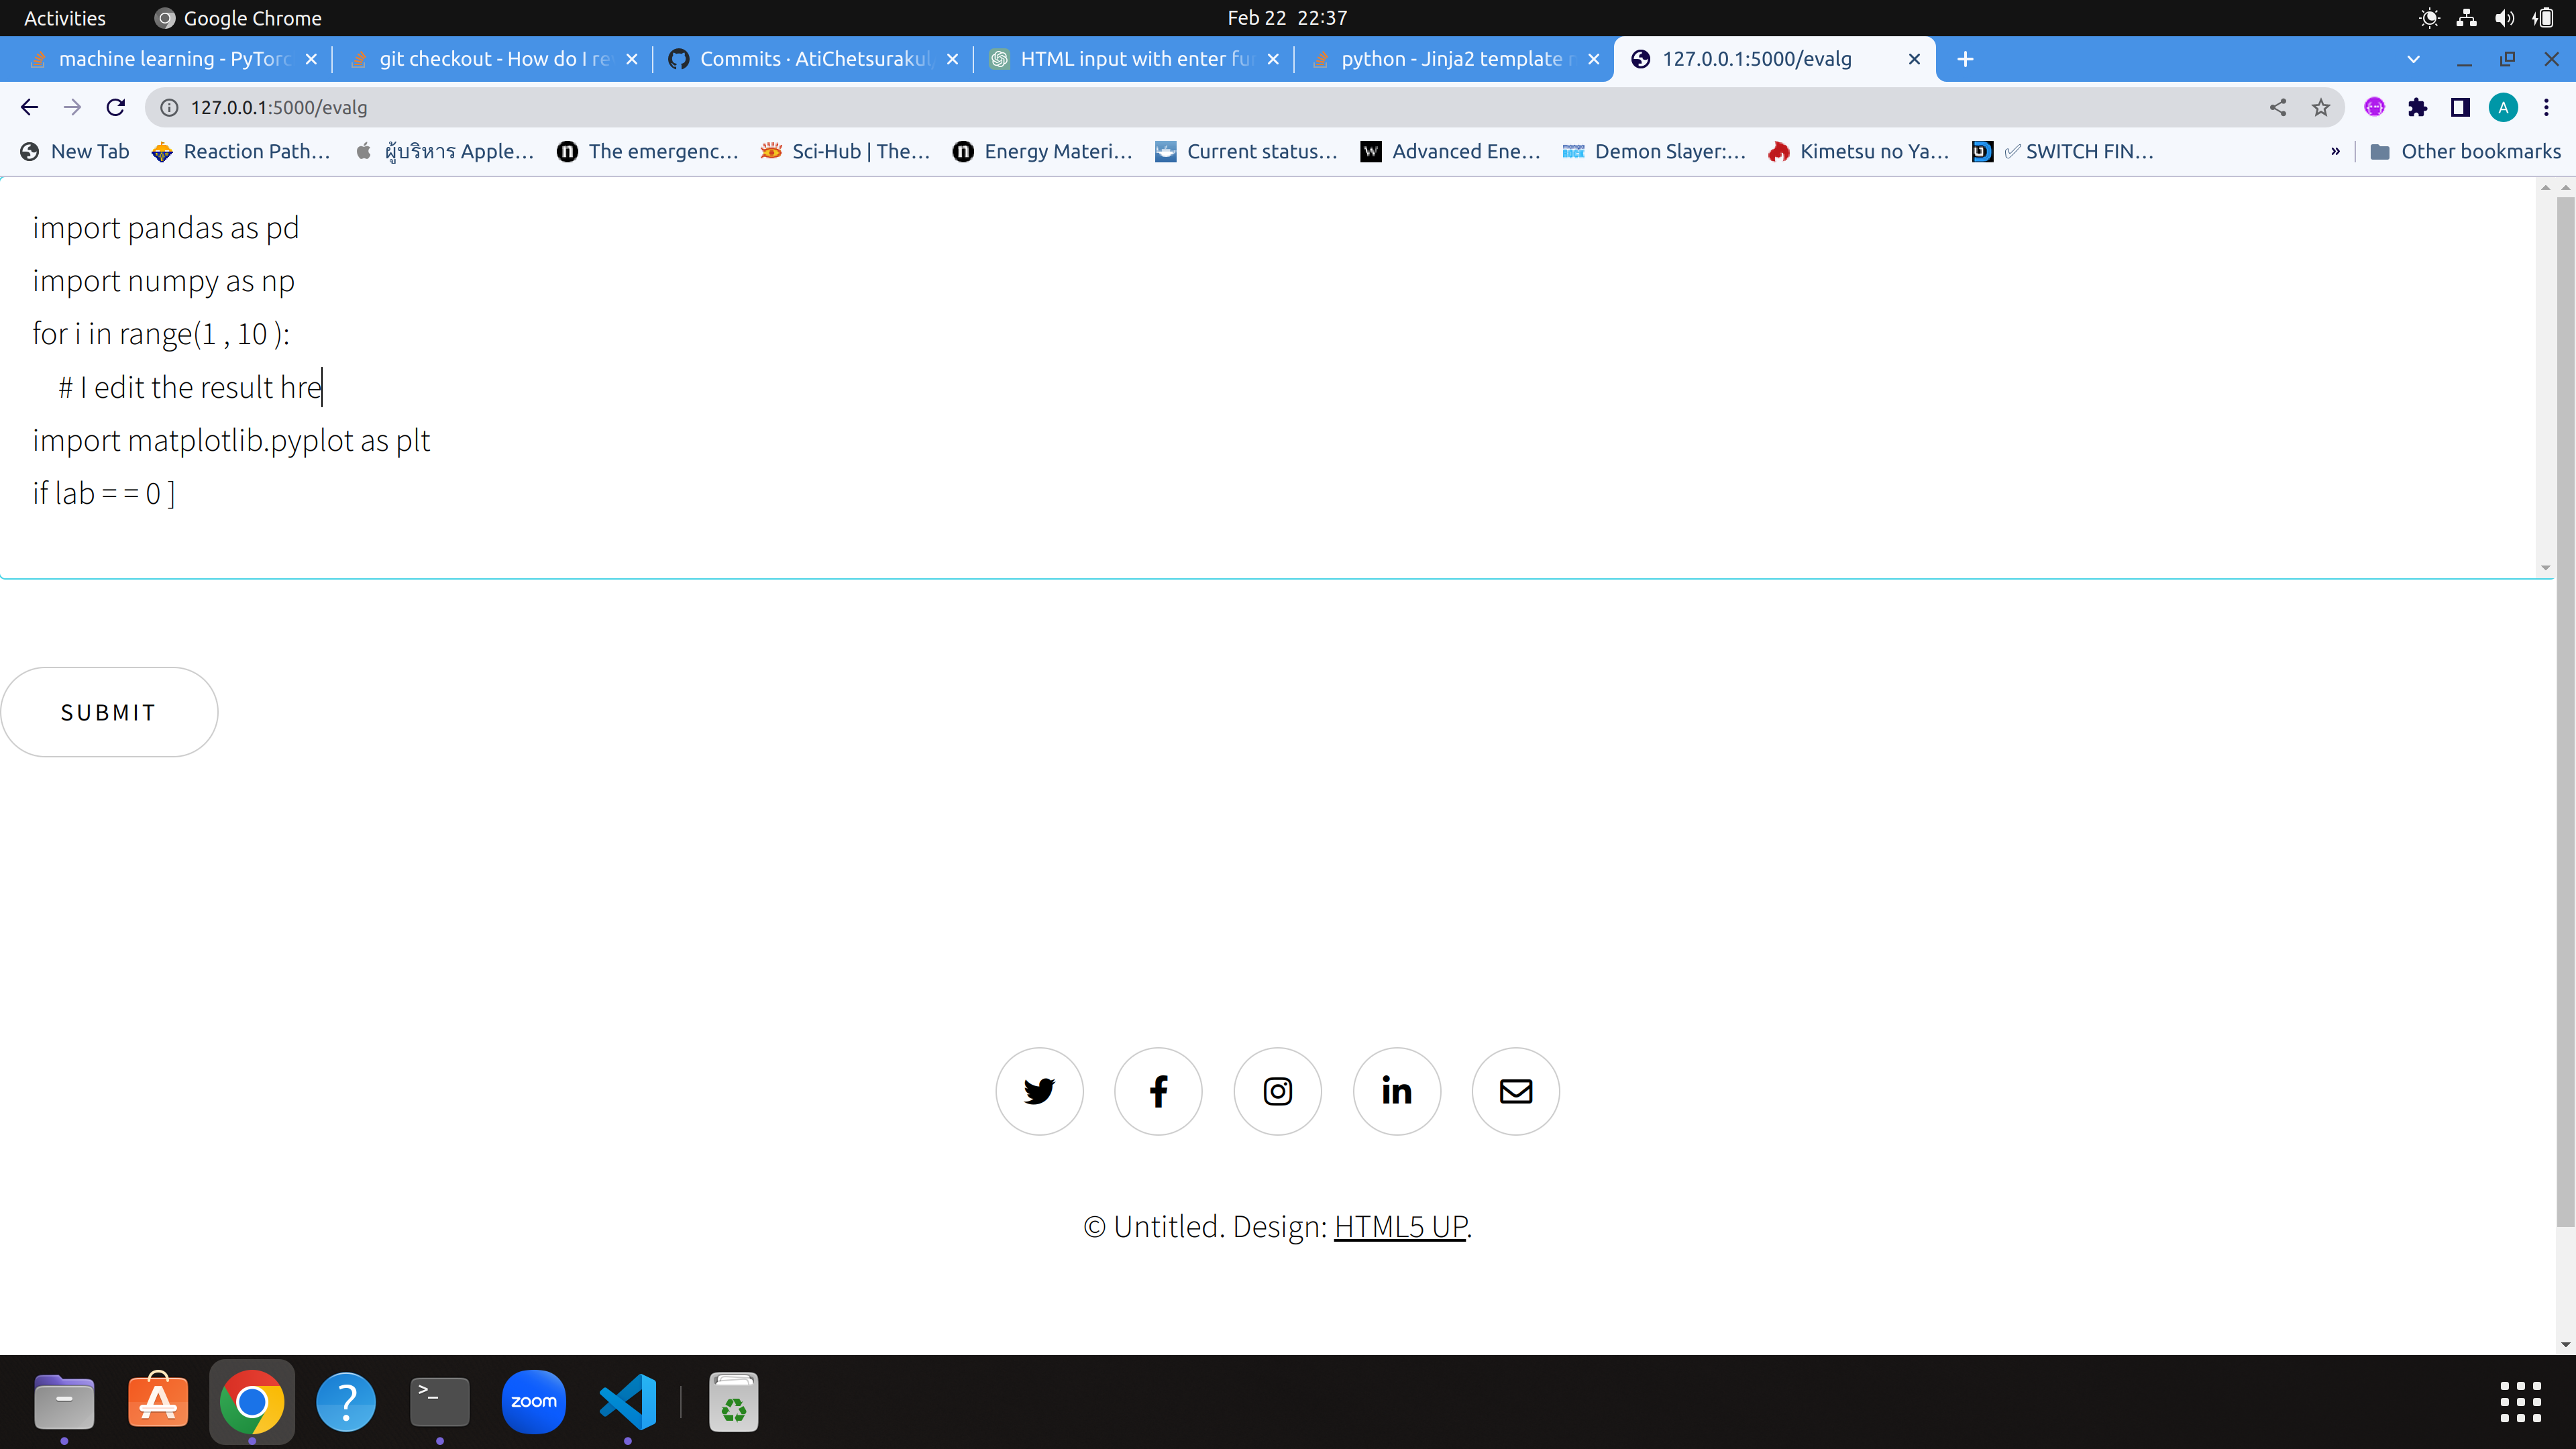 Activities Google Chrome Feb 22 22:37
machine learning - PyTorc git checkout - How do I re Commits · AtiChetsurakul HTML input with enter fun python - Jinja2 template 127.0.0.1:5000/evalg
127.0.0.1:5000/evalg A
New Tab Reaction Path... ผู้บริหาร Apple... The emergenc... Sci-Hub | The... Energy Materi... Current status... W Advanced Ene... Demon Slayer:... Kimetsu no Ya... ✅ SWITCH FIN... » Other bookmarks
import pandas as pd
import numpy as np
for i in range(1 , 10 ):
# I edit the result hre
import matplotlib.pyplot as plt
if lab = = 0 ]
SUBMIT
© Untitled. Design: HTML5 UP.
zoom